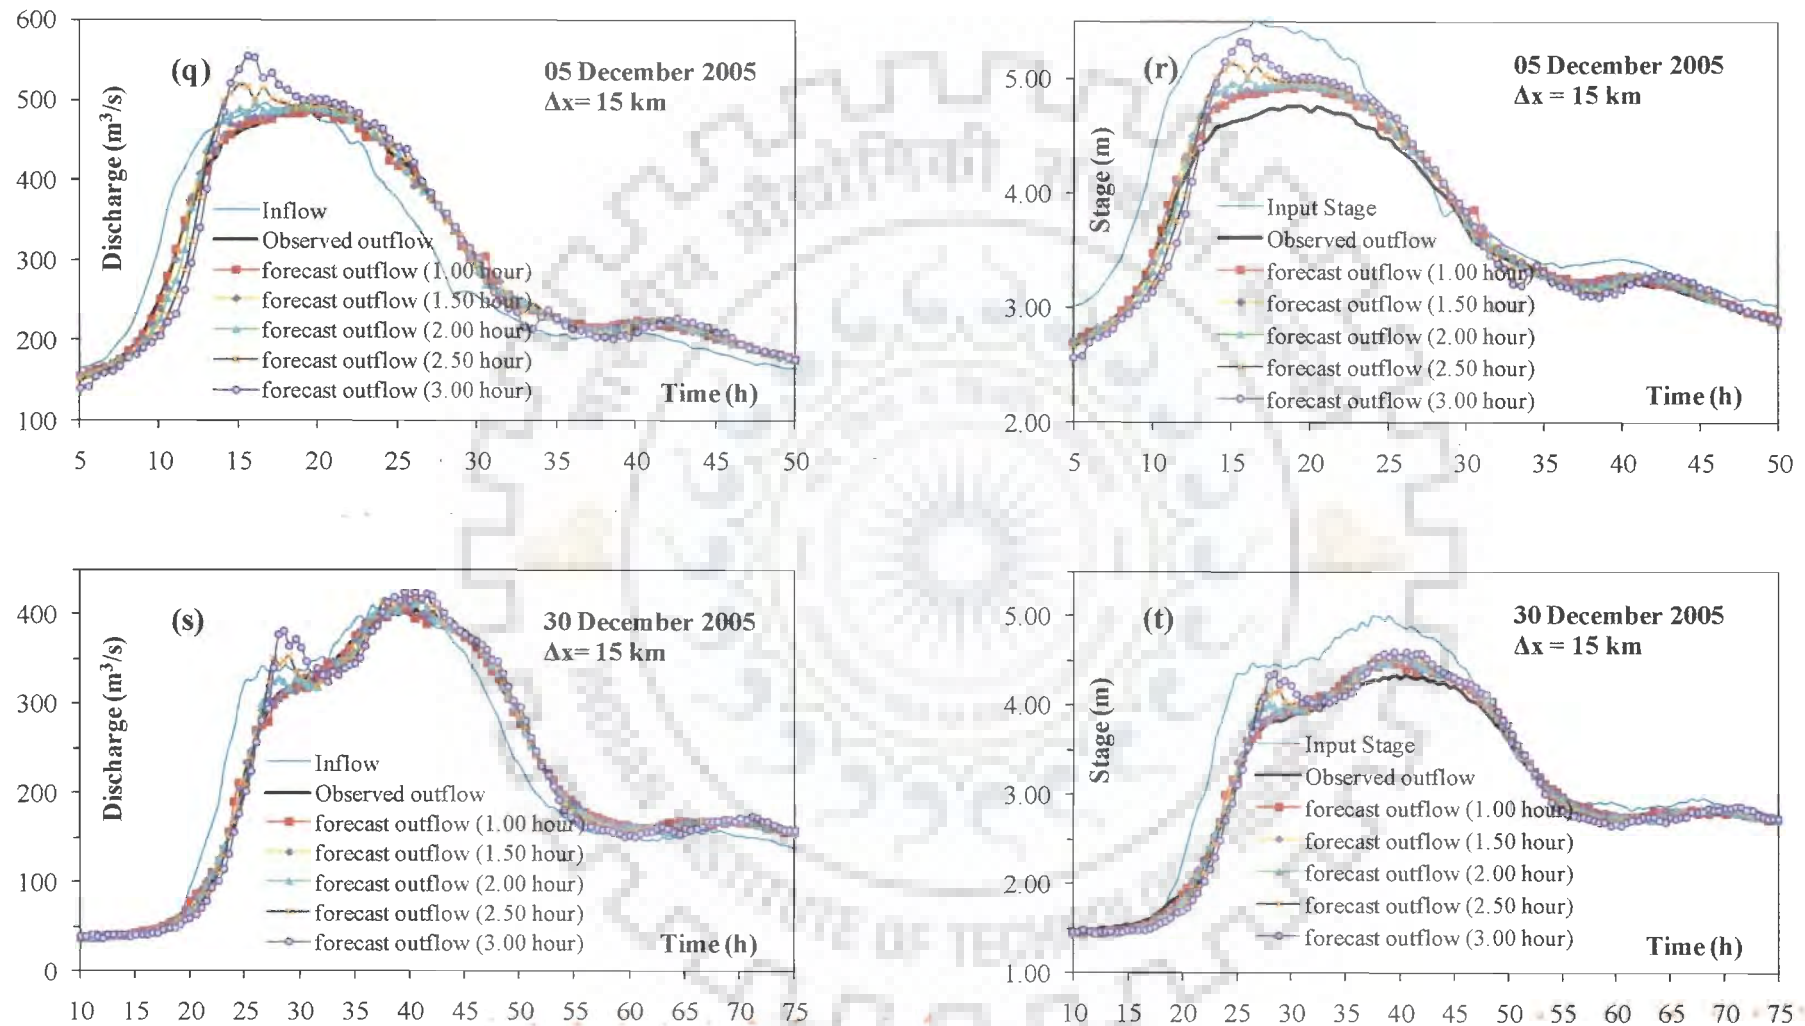 600
500
400
300
200
100
Discharge (m³/s)
(q)
05 December 2005
Δx= 15 km
Inflow
Observed outflow
forecast outflow (1.00 hour)
forecast outflow (1.50 hour)
forecast outflow (2.00 hour)
forecast outflow (2.50 hour)
forecast outflow (3.00 hour)
Time (h)
5 10 15 20 25 30 35 40 45 50
5.00
4.00
3.00
2.00
Stage (m)
(r)
05 December 2005
Δx = 15 km
Input Stage
Observed outflow
forecast outflow (1.00 hour)
forecast outflow (1.50 hour)
forecast outflow (2.00 hour)
forecast outflow (2.50 hour)
forecast outflow (3.00 hour)
Time (h)
5 10 15 20 25 30 35 40 45 50
400
300
200
100
0
Discharge (m³/s)
(s)
30 December 2005
Δx= 15 km
Inflow
Observed outflow
forecast outflow (1.00 hour)
forecast outflow (1.50 hour)
forecast outflow (2.00 hour)
forecast outflow (2.50 hour)
forecast outflow (3.00 hour)
Time (h)
10 15 20 25 30 35 40 45 50 55 60 65 70 75
5.00
4.00
3.00
2.00
1.00
Stage (m)
(t)
30 December 2005
Δx = 15 km
Input Stage
Observed outflow
forecast outflow (1.00 hour)
forecast outflow (1.50 hour)
forecast outflow (2.00 hour)
forecast outflow (2.50 hour)
forecast outflow (3.00 hour)
Time (h)
10 15 20 25 30 35 40 45 50 55 60 65 70 75